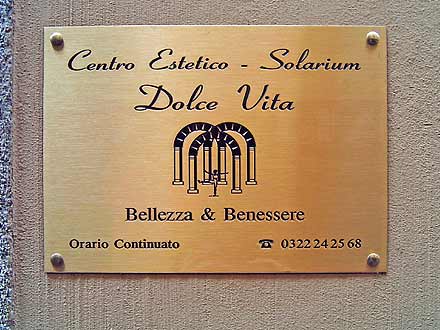 Centro Estetico - Solarium
Dolce Vita
Bellezza & Benessere
Orario Continuato ☎ 0322 24 25 68